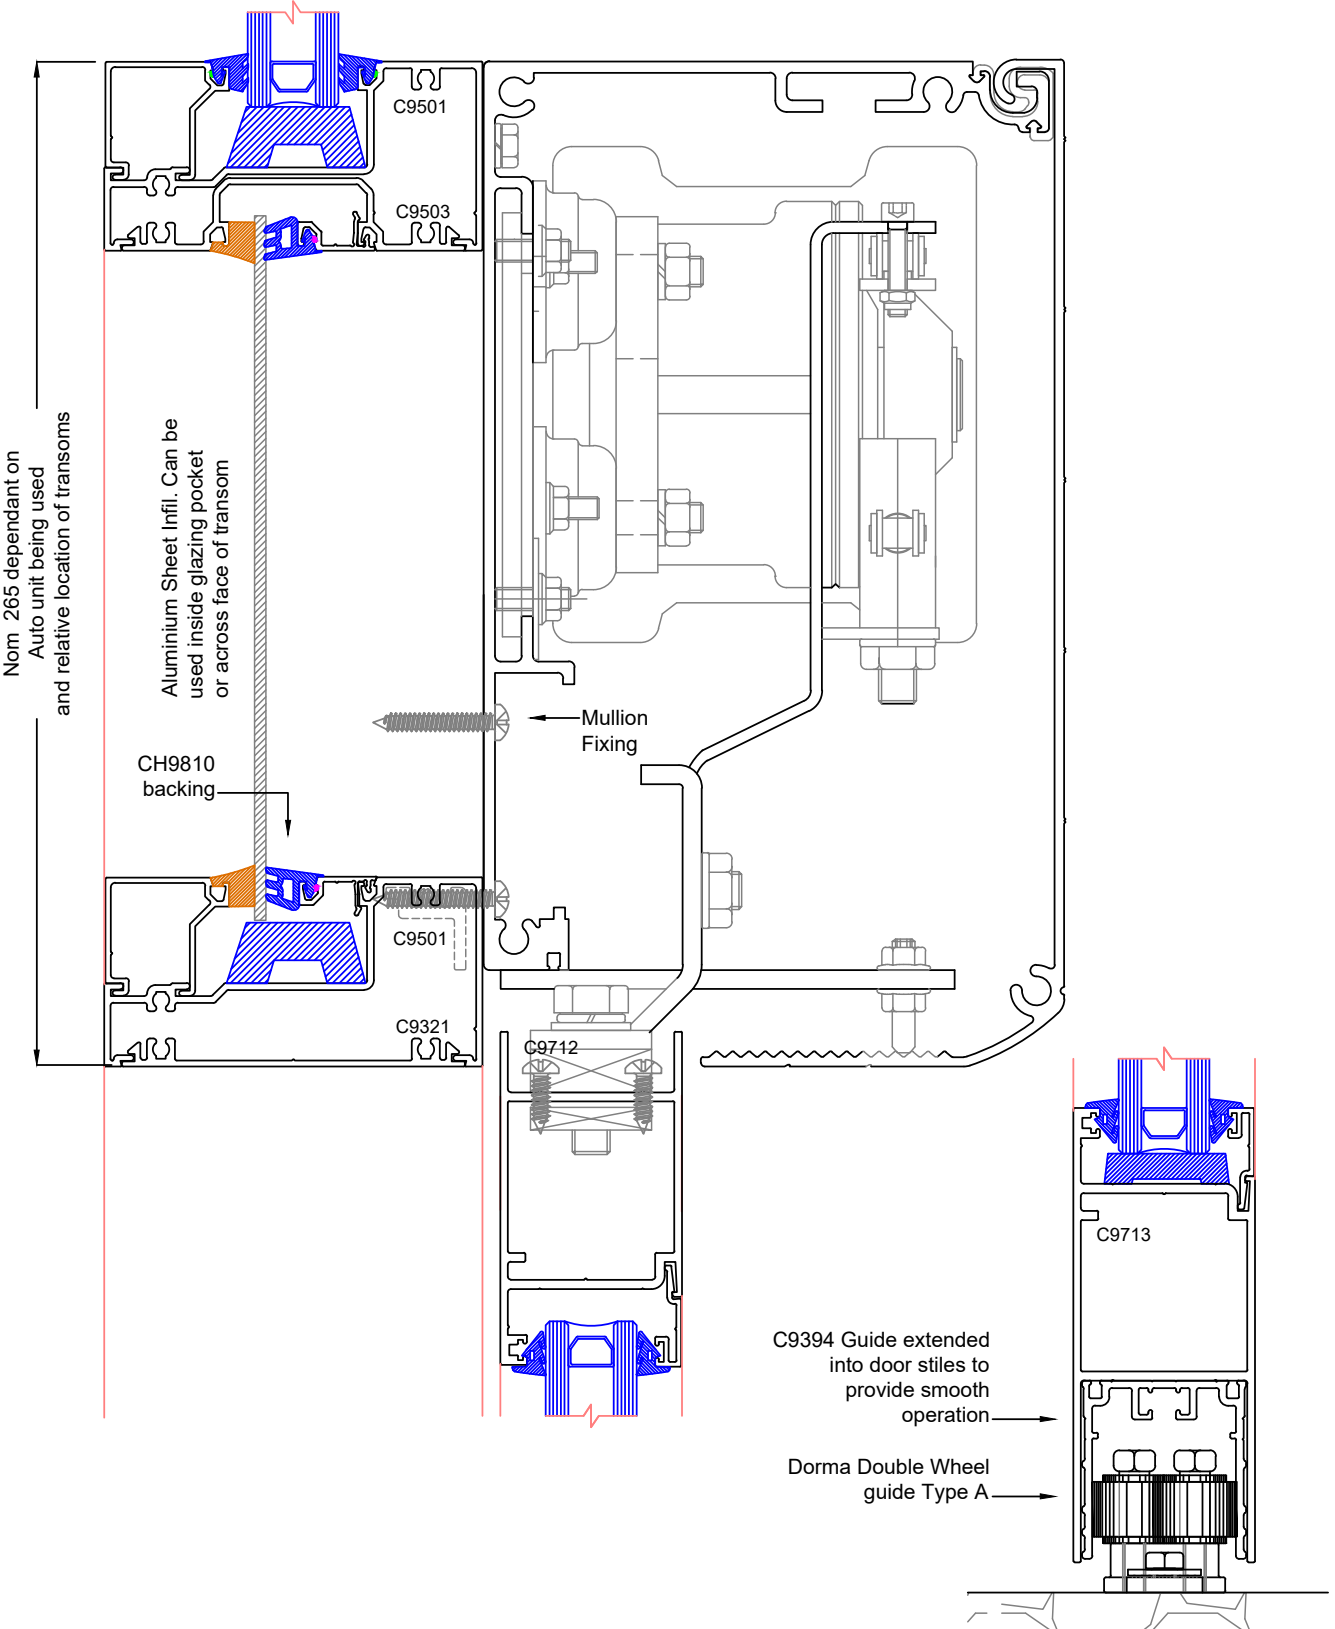 C9501
C9503
Nom 265 dependant on
Auto unit being used
and relative location of transoms
Aluminium Sheet Infil. Can be
used inside glazing pocket
or across face of transom
Mullion
Fixing
CH9810
backing
C9501
C9321
C9712
C9713
C9394 Guide extended
into door stiles to
provide smooth
operation
Dorma Double Wheel
guide Type A